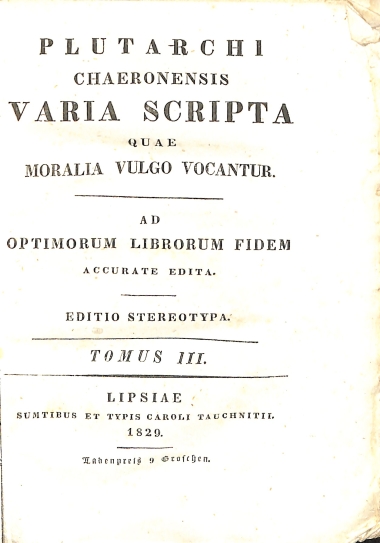 PLUTARCHI
CHAERONENSIS
VARIA SCRIPTA
QUAE
MORALIA VULGO VOCANTUR.
AD
OPTIMORUM LIBRORUM FIDEM
ACCURATE EDITA.
EDITIO STEREOTYPA.
TOMUS III.
LIPSIAE
SUMTIBUS ET TYPIS CAROLI TAUCHNITII.
1829.
Ladenpreiß 9 Groschen.